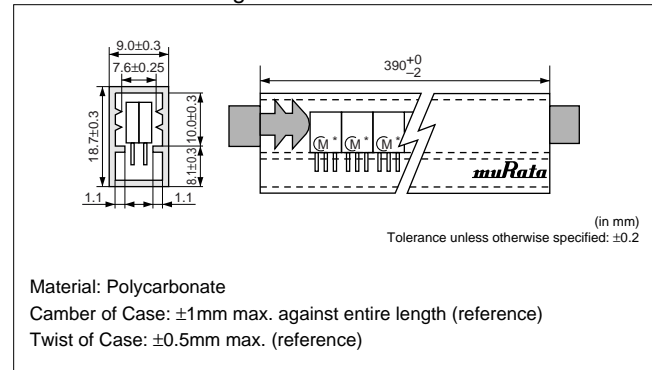 9.0±0.3
7.6±0.25
18.7±0.3
10.0±0.3
8.1±0.3
1.1
1.1
390+0−2
M * M * M *
muRata
(in mm)
Tolerance unless otherwise specified: ±0.2
Material: Polycarbonate
Camber of Case: ±1mm max. against entire length (reference)
Twist of Case: ±0.5mm max. (reference)